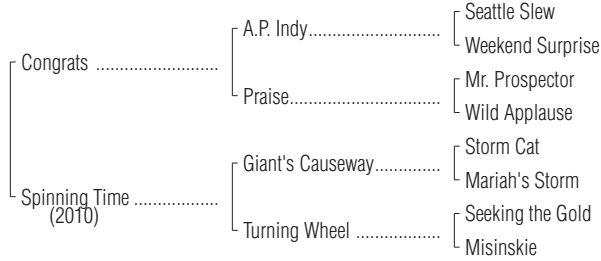 Seattle Slew
A.P. Indy..............................
Weekend Surprise
Congrats ............................
Mr. Prospector
Praise...................................
Wild Applause
Storm Cat
Giant's Causeway...............
Mariah's Storm
Spinning Time ...................
(2010)
Seeking the Gold
Turning Wheel ...................
Misinskie